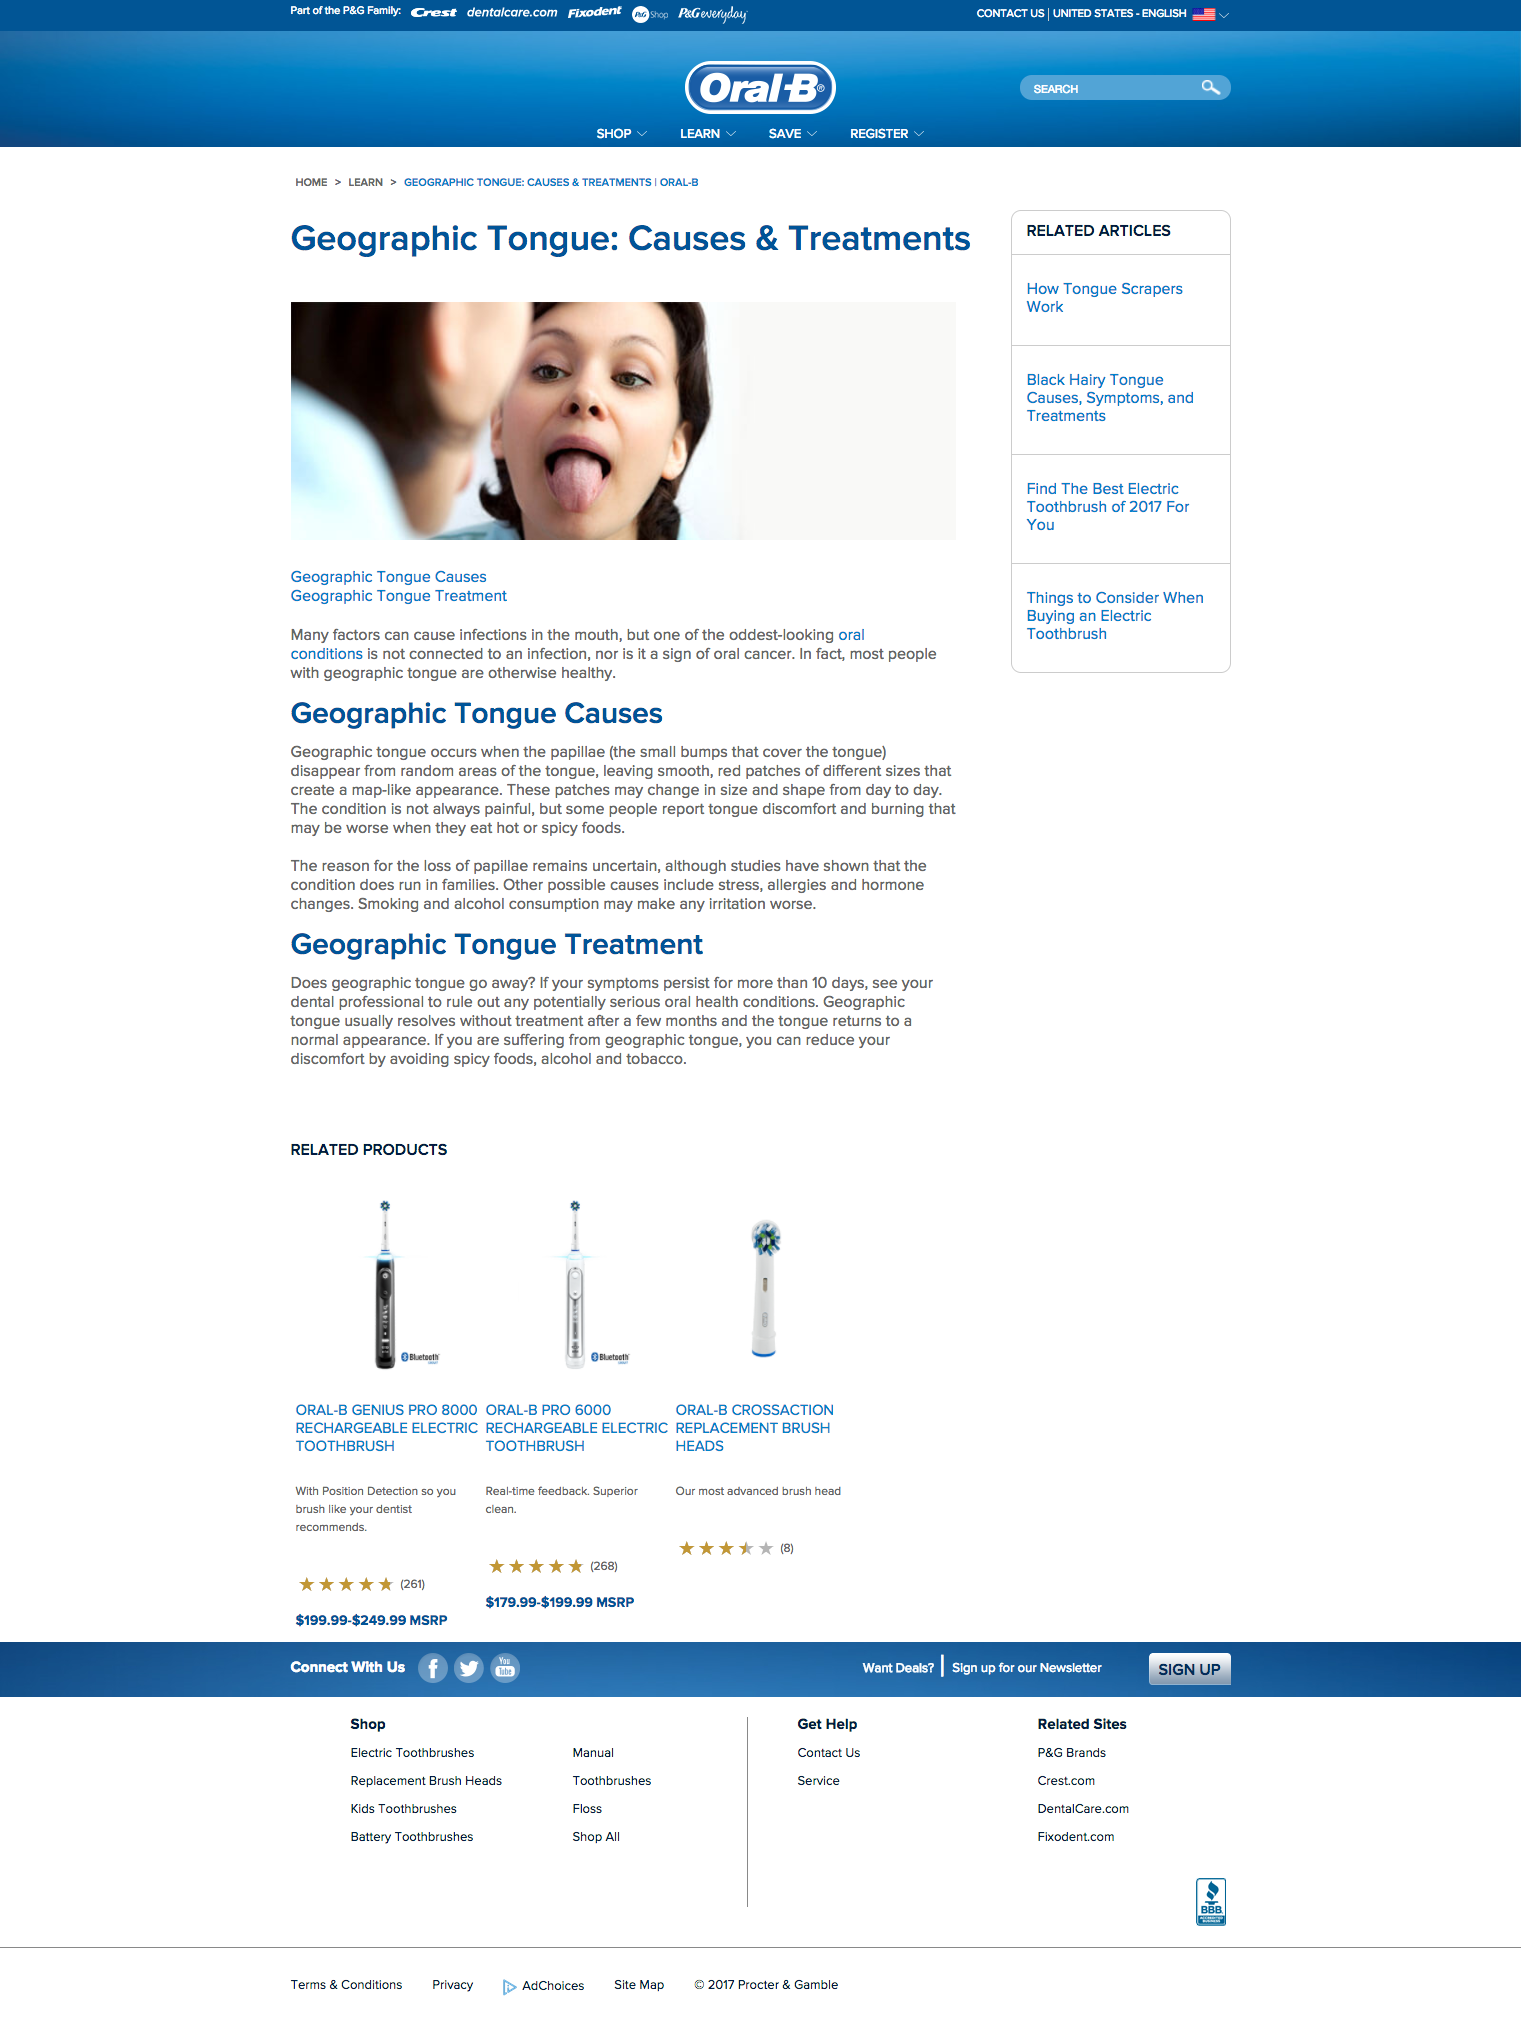 Part of the P&G Family: Crest dentalcare.com Fixodent P&G Shop P&G everyday
CONTACT US | UNITED STATES - ENGLISH
Oral-B®
SEARCH
SHOP LEARN SAVE REGISTER
HOME > LEARN > GEOGRAPHIC TONGUE: CAUSES & TREATMENTS | ORAL-B
Geographic Tongue: Causes & Treatments
Geographic Tongue Causes
Geographic Tongue Treatment
Many factors can cause infections in the mouth, but one of the oddest-looking oral
conditions is not connected to an infection, nor is it a sign of oral cancer. In fact, most people
with geographic tongue are otherwise healthy.
Geographic Tongue Causes
Geographic tongue occurs when the papillae (the small bumps that cover the tongue)
disappear from random areas of the tongue, leaving smooth, red patches of different sizes that
create a map-like appearance. These patches may change in size and shape from day to day.
The condition is not always painful, but some people report tongue discomfort and burning that
may be worse when they eat hot or spicy foods.
The reason for the loss of papillae remains uncertain, although studies have shown that the
condition does run in families. Other possible causes include stress, allergies and hormone
changes. Smoking and alcohol consumption may make any irritation worse.
Geographic Tongue Treatment
Does geographic tongue go away? If your symptoms persist for more than 10 days, see your
dental professional to rule out any potentially serious oral health conditions. Geographic
tongue usually resolves without treatment after a few months and the tongue returns to a
normal appearance. If you are suffering from geographic tongue, you can reduce your
discomfort by avoiding spicy foods, alcohol and tobacco.
RELATED ARTICLES
How Tongue Scrapers
Work
Black Hairy Tongue
Causes, Symptoms, and
Treatments
Find The Best Electric
Toothbrush of 2017 For
You
Things to Consider When
Buying an Electric
Toothbrush
RELATED PRODUCTS
Bluetooth
ORAL-B GENIUS PRO 8000
RECHARGEABLE ELECTRIC
TOOTHBRUSH
With Position Detection so you
brush like your dentist
recommends.
(261)
$199.99-$249.99 MSRP
Bluetooth
ORAL-B PRO 6000
RECHARGEABLE ELECTRIC
TOOTHBRUSH
Real-time feedback. Superior
clean.
(268)
$179.99-$199.99 MSRP
ORAL-B CROSSACTION
REPLACEMENT BRUSH
HEADS
Our most advanced brush head
(8)
Connect With Us
You
Tube
Want Deals? | Sign up for our Newsletter
SIGN UP
Shop
Electric Toothbrushes
Replacement Brush Heads
Kids Toothbrushes
Battery Toothbrushes
Manual
Toothbrushes
Floss
Shop All
Get Help
Contact Us
Service
Related Sites
P&G Brands
Crest.com
DentalCare.com
Fixodent.com
BBB
ACCREDITED
BUSINESS
Terms & Conditions Privacy AdChoices Site Map © 2017 Procter & Gamble